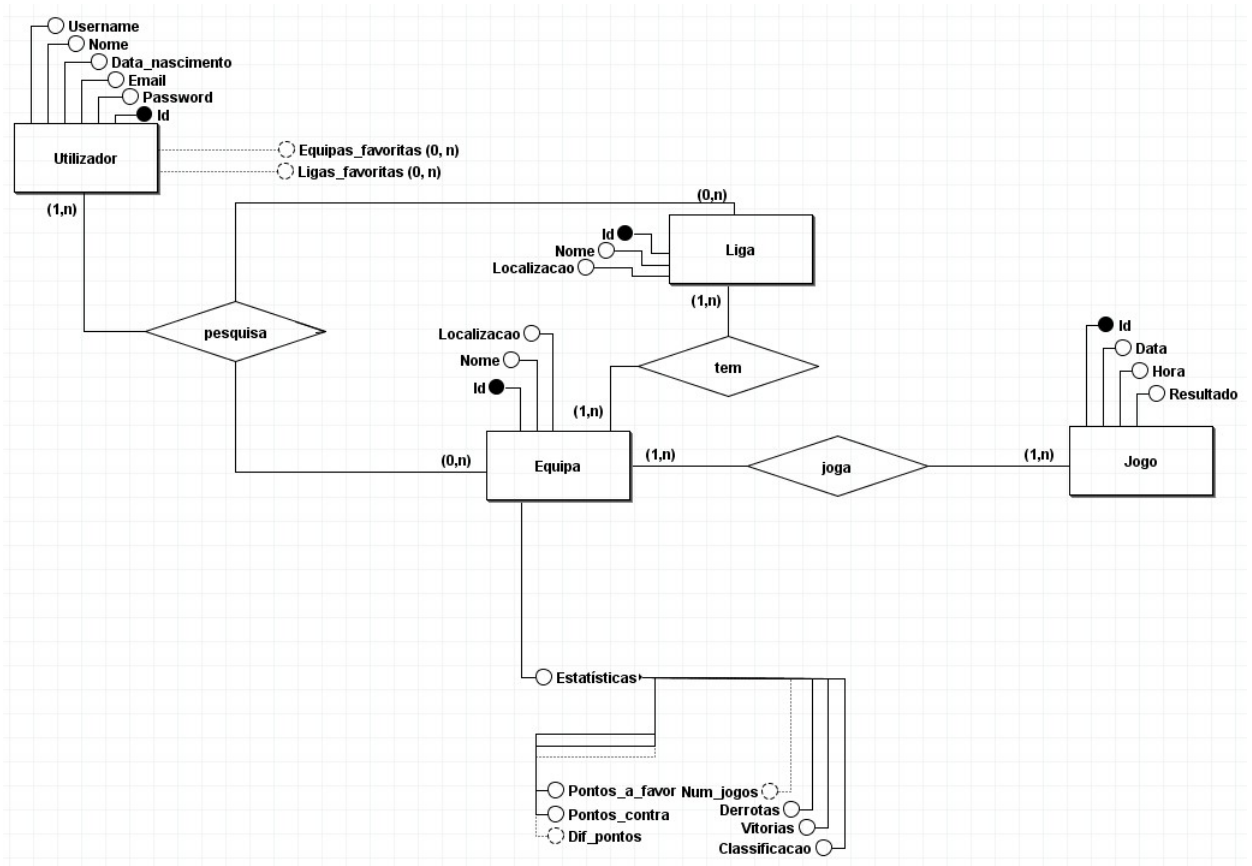 Username
Nome
Data_nascimento
Email
Password
Id
Utilizador
Equipas_favoritas (0, n)
Ligas_favoritas (0, n)
(1,n)
(0,n)
Id
Nome
Localizacao
Liga
(1,n)
pesquisa
Localizacao
Nome
Id
tem
(1,n)
Id
Data
Hora
Resultado
(0,n)
Equipa
(1,n)
joga
(1,n)
Jogo
Estatísticas
Pontos_a_favor
Pontos_contra
Dif_pontos
Num_jogos
Derrotas
Vitorias
Classificacao